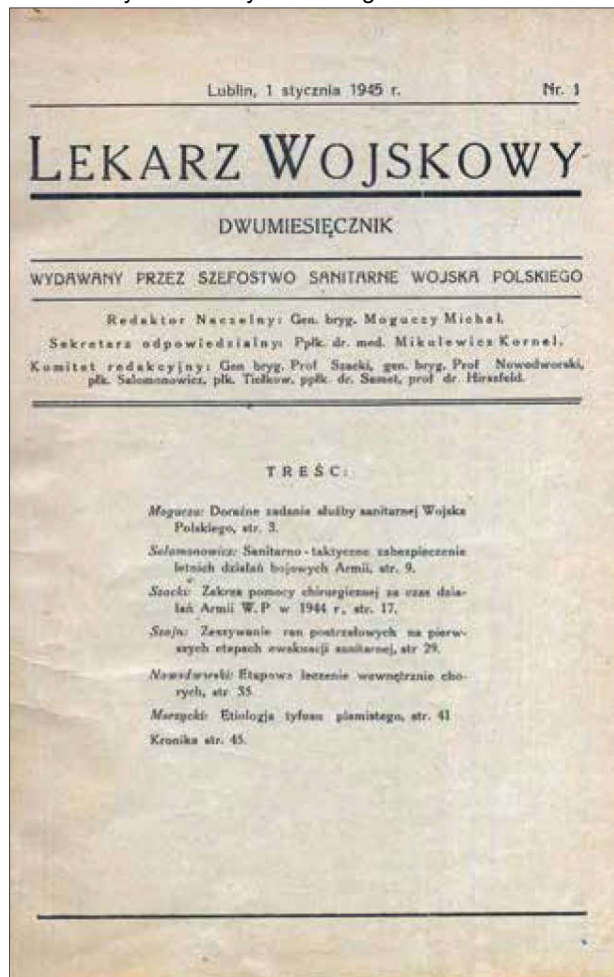 Lublin, 1 stycznia 1945 r. Nr. 1
LEKARZ WOJSKOWY
DWUMIESIĘCZNIK
WYDAWANY PRZEZ SZEFOSTWO SANITARNE WOJSKA POLSKIEGO
Redaktor Naczelny: Gen. bryg. Moguczy Michał.
Sekretarz odpowiedzialny: Ppłk. dr. med. Mikulewicz Kornel.
Komitet redakcyjny: Gen bryg. Prof Szacki, gen. bryg. Prof Nowodworski,
płk. Salomonowicz, płk. Tielkow, ppłk. dr. Samet, prof dr. Hirszfeld.
TREŚĆ:
Moguczy: Doraźne zadania służby sanitarnej Wojska
Polskiego, str. 3.
Salomonowicz: Sanitarno-taktyczne zabezpieczenie
letnich działań bojowych Armii, str. 9.
Szacki: Zakres pomocy chirurgicznej za czas dzia-
łań Armii W. P w 1944 r, str. 17.
Szajn: Zeszywanie ran postrzałowych na pierw-
szych etapach ewakuacji sanitarnej, str 29.
Nowodworski: Etapowe leczenie wewnętrznie cho-
rych, str 35
Morzycki: Etiologja tyfusu plamistego, str. 41
Kronika str. 45.